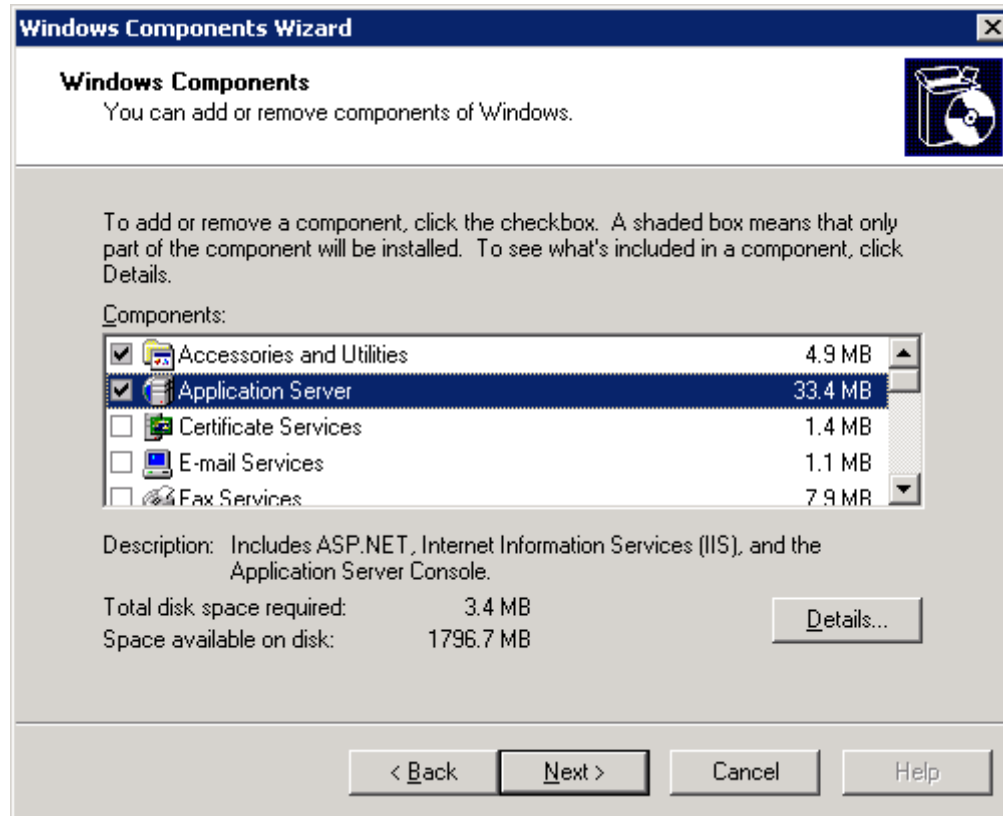 Windows Components Wizard
Windows Components
You can add or remove components of Windows.
To add or remove a component, click the checkbox. A shaded box means that only
part of the component will be installed. To see what's included in a component, click
Details.
Components:
Accessories and Utilities 4.9 MB
Application Server 33.4 MB
Certificate Services 1.4 MB
E-mail Services 1.1 MB
Fax Services 7.9 MB
Description: Includes ASP.NET, Internet Information Services (IIS), and the
Application Server Console.
Total disk space required: 3.4 MB
Space available on disk: 1796.7 MB
Details...
< Back Next > Cancel Help